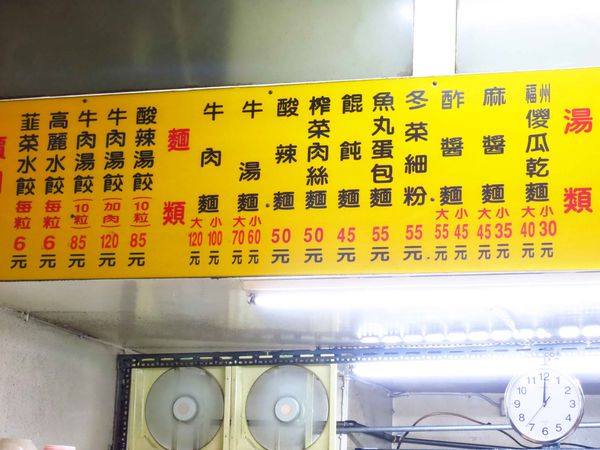 湯類
福州傻瓜乾麵 大40 小30 元
麻醬麵 大45 小35 元
酢醬麵 大55 小45 元
冬菜細粉 55元
魚丸蛋包 55元
餛飩麵 45元
榨菜肉絲麵 50元
酸辣麵 50元
牛湯麵 大70 小60 元
牛肉麵 大120 小100 元
麵類
酸辣湯餃(10粒) 85元
牛肉湯餃(加肉) 120元
牛肉湯餃(10粒) 85元
高麗水餃 每粒6元
韮菜水餃 每粒6元